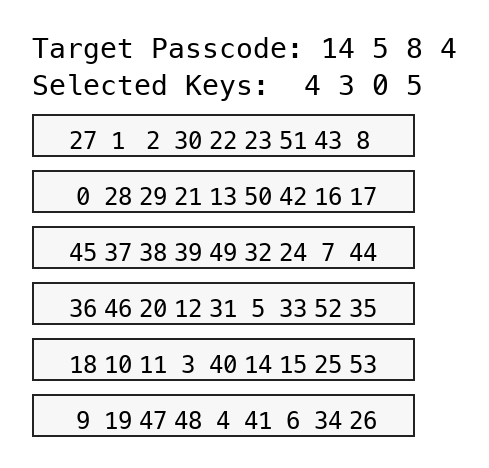 Target Passcode: 14 5 8 4
Selected Keys: 4 3 0 5
27 1 2 30 22 23 51 43 8
0 28 29 21 13 50 42 16 17
45 37 38 39 49 32 24 7 44
36 46 20 12 31 5 33 52 35
18 10 11 3 40 14 15 25 53
9 19 47 48 4 41 6 34 26